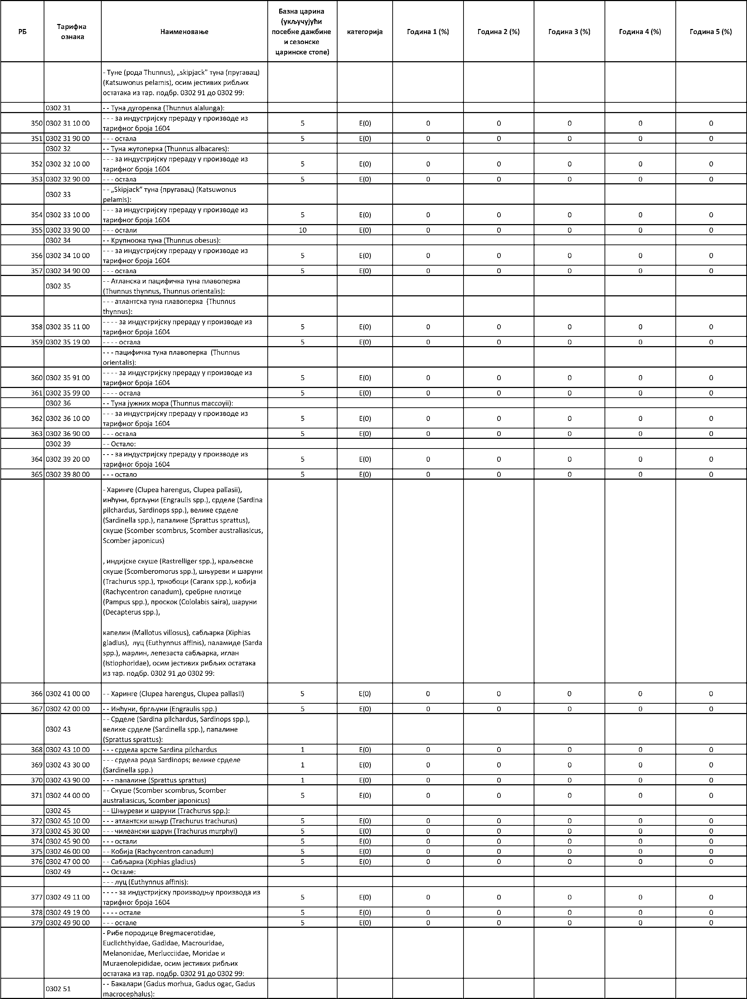 РБ	Тарифна ознака	Наименовање	Базна царина (укључујући посебне дажбине и сезонске царинске стопе)	категорија	Година 1 (%)	Година 2 (%)	Година 3 (%)	Година 4 (%)	Година 5 (%)
- Туне (рода Thunnus), „skipjack” туна (пругавац)
(Katsuwonus pelamis), осим јестивих рибљих
остатака из тар. подбр. 0302 91 до 0302 99:
0302 31	- - Туна дугорепка (Thunnus alalunga):
350	0302 31 10 00	- - - за индустријску прераду у производе из тарифног броја 1604	5	E(0)	0	0	0	0	0
351	0302 31 90 00	- - - остала	5	E(0)	0	0	0	0	0
0302 32	- - Туна жутоперка (Thunnus albacares):
352	0302 32 10 00	- - - за индустријску прераду у производе из тарифног броја 1604	5	E(0)	0	0	0	0	0
353	0302 32 90 00	- - - остала	5	E(0)	0	0	0	0	0
0302 33	- - „Skipjack” туна (пругавац) (Katsuwonus pelamis):
354	0302 33 10 00	- - - за индустријску прераду у производе из тарифног броја 1604	5	E(0)	0	0	0	0	0
355	0302 33 90 00	- - - остали	10	E(0)	0	0	0	0	0
0302 34	- - Крупноока туна (Thunnus obesus):
356	0302 34 10 00	- - - за индустријску прераду у производе из тарифног броја 1604	5	E(0)	0	0	0	0	0
357	0302 34 90 00	- - - остала	5	E(0)	0	0	0	0	0
0302 35	- - Атланска и пацифичка туна плавоперка (Thunnus thynnus, Thunnus orientalis):
- - - атлантска туна плавоперка (Thunnus
thynnus):
358	0302 35 11 00	- - - - за индустријску прераду у производе из тарифног броја 1604	5	E(0)	0	0	0	0	0
359	0302 35 19 00	- - - - остала	5	E(0)	0	0	0	0	0
- - - пацифичка туна плавоперка (Thunnus
orientalis):
360	0302 35 91 00	- - - - за индустријску прераду у производе из тарифног броја 1604	5	E(0)	0	0	0	0	0
361	0302 35 99 00	- - - - остала	5	E(0)	0	0	0	0	0
0302 36	- - Туна јужних мора (Thunnus maccoyii):
362	0302 36 10 00	- - - за индустријску прераду у производе из тарифног броја 1604	5	E(0)	0	0	0	0	0
363	0302 36 90 00	- - - остала	5	E(0)	0	0	0	0	0
0302 39	- - Остало:
364	0302 39 20 00	- - - за индустријску прераду у производе из тарифног броја 1604	5	E(0)	0	0	0	0	0
365	0302 39 80 00	- - - остало	5	E(0)	0	0	0	0	0
- Харинге (Clupea harengus, Clupea pallasii),
инћуни, бргљуни (Engraulis spp.), срделе (Sardina
pilchardus, Sardinops spp.), велике срделе
(Sardinella spp.), папалине (Sprattus sprattus),
скуше (Scomber scombrus, Scomber australiasicus,
Scomber japonicus)
, индијске скуше (Rastrelliger spp.), краљевске
скуше (Scomberomorus spp.), шњуреви и шаруни
(Trachurus spp.), трнобоци (Caranx spp.), кобија
(Rachycentron canadum), сребрне плотице
(Pampus spp.), проскок (Cololabis saira), шаруни
(Decapterus spp.),
капелин (Mallotus villosus), сабљарка (Xiphias
gladius), луц (Euthynnus affinis), паламиде (Sarda
spp.), марлин, лепезаста сабљарка, иглан
(Istiophoridae), осим јестивих рибљих остатака
из тар. подбр. 0302 91 до 0302 99:
366	0302 41 00 00	- - Харинге (Clupea harengus, Clupea pallasii)	5	E(0)	0	0	0	0	0
367	0302 42 00 00	- - Инћуни, бргљуни (Engraulis spp.)	5	E(0)	0	0	0	0	0
0302 43	- - Срделе (Sardina pilchardus, Sardinops spp.), велике срделе (Sardinella spp.), папалине (Sprattus sprattus):
368	0302 43 10 00	- - - срдела врсте Sardina pilchardus	1	E(0)	0	0	0	0	0
369	0302 43 30 00	- - - срдела рода Sardinops; велике срделе (Sardinella spp.)	1	E(0)	0	0	0	0	0
370	0302 43 90 00	- - - папалине (Sprattus sprattus)	1	E(0)	0	0	0	0	0
371	0302 44 00 00	- - Скуше (Scomber scombrus, Scomber australiasicus, Scomber japonicus)	5	E(0)	0	0	0	0	0
0302 45	- - Шњуреви и шаруни (Trachurus spp.):
372	0302 45 10 00	- - - атлантски шњур (Trachurus trachurus)	5	E(0)	0	0	0	0	0
373	0302 45 30 00	- - - чилеански шарун (Trachurus murphyi)	5	E(0)	0	0	0	0	0
374	0302 45 90 00	- - - остали	5	E(0)	0	0	0	0	0
375	0302 46 00 00	- - Кобија (Rachycentron canadum)	5	E(0)	0	0	0	0	0
376	0302 47 00 00	- - Сабљарка (Xiphias gladius)	5	E(0)	0	0	0	0	0
0302 49	- - Остале:
- - - луц (Euthynnus affinis):
377	0302 49 11 00	- - - - за индустријску производњу производа из тарифног броја 1604	5	E(0)	0	0	0	0	0
378	0302 49 19 00	- - - - остале	5	E(0)	0	0	0	0	0
379	0302 49 90 00	- - - остале	5	E(0)	0	0	0	0	0
- Рибе породице Bregmacerotidae,
Euclichthyidae, Gadidae, Macrouridae,
Melanonidae, Merlucciidae, Moridae и
Muraenolepididae, осим јестивих рибљих
остатака из тар. подбр. 0302 91 до 0302 99:
0302 51	- - Бакалари (Gadus morhua, Gadus ogac, Gadus macrocephalus):